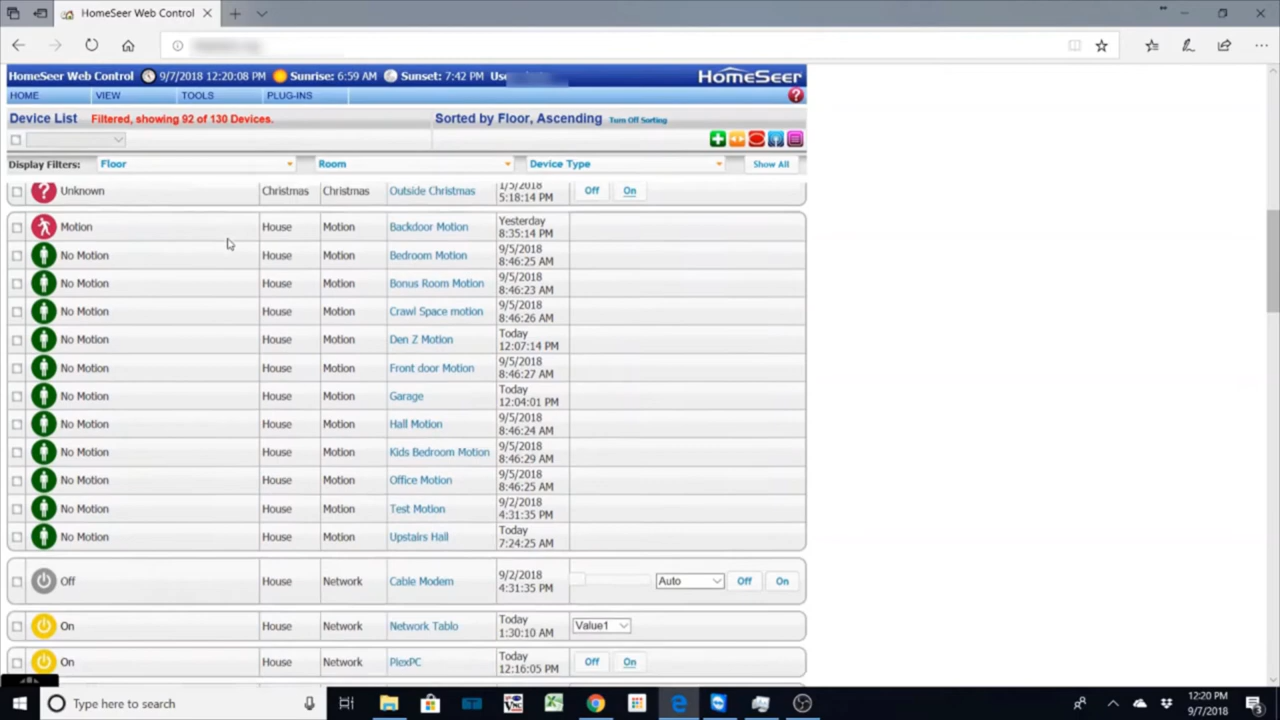 HomeSeer Web Control
HomeSeer Web Control 9/7/2018 12:20:08 PM Sunrise: 6:59 AM Sunset: 7:42 PM HomeSeer
HOME VIEW TOOLS PLUG-INS ?
Device List Filtered, showing 92 of 130 Devices. Sorted by Floor, Ascending Turn Off Sorting
Display Filters: Floor Room Device Type Show All
? Unknown Christmas Christmas Outside Christmas 1/5/2018 Off On
5:18:14 PM
Motion House Motion Backdoor Motion Yesterday
8:35:14 PM
No Motion House Motion Bedroom Motion 9/5/2018
8:46:25 AM
No Motion House Motion Bonus Room Motion 9/5/2018
8:46:23 AM
No Motion House Motion Crawl Space motion 9/5/2018
8:46:26 AM
No Motion House Motion Den Z Motion Today
12:07:14 PM
No Motion House Motion Front door Motion 9/5/2018
8:46:27 AM
No Motion House Motion Garage Today
12:04:01 PM
No Motion House Motion Hall Motion 9/5/2018
8:46:24 AM
No Motion House Motion Kids Bedroom Motion 9/5/2018
8:46:29 AM
No Motion House Motion Office Motion 9/5/2018
8:46:25 AM
No Motion House Motion Test Motion 9/2/2018
4:31:35 PM
No Motion House Motion Upstairs Hall Today
7:24:25 AM
Off House Network Cable Modem 9/2/2018 Auto Off On
4:31:35 PM
On House Network Network Tablo Today Value1
1:30:10 AM
On House Network PlexPC Today Off On
12:16:05 PM
Type here to search 12:20 PM
9/7/2018 3